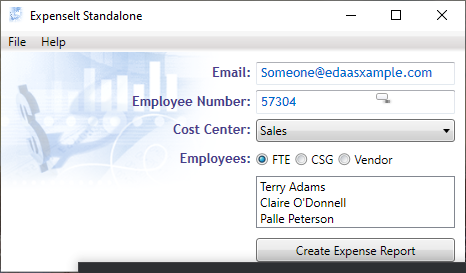 ExpenseIt Standalone
File Help
Email: Someone@edaasxample.com
Employee Number: 57304
Cost Center: Sales
Employees: FTE CSG Vendor
Terry Adams
Claire O'Donnell
Palle Peterson
Create Expense Report